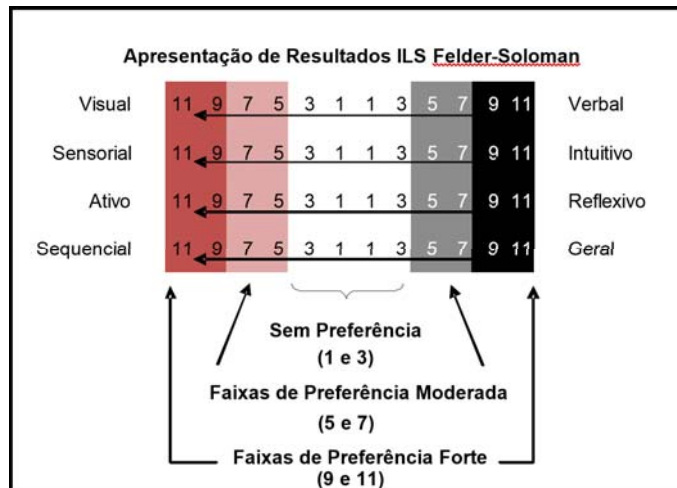 Apresentação de Resultados ILS Felder-Soloman
Visual 11 9 7 5 3 1 1 3 5 7 9 11 Verbal
Sensorial 11 9 7 5 3 1 1 3 5 7 9 11 Intuitivo
Ativo 11 9 7 5 3 1 1 3 5 7 9 11 Reflexivo
Sequencial 11 9 7 5 3 1 1 3 5 7 9 11 Geral
Sem Preferência
(1 e 3)
Faixas de Preferência Moderada
(5 e 7)
Faixas de Preferência Forte
(9 e 11)